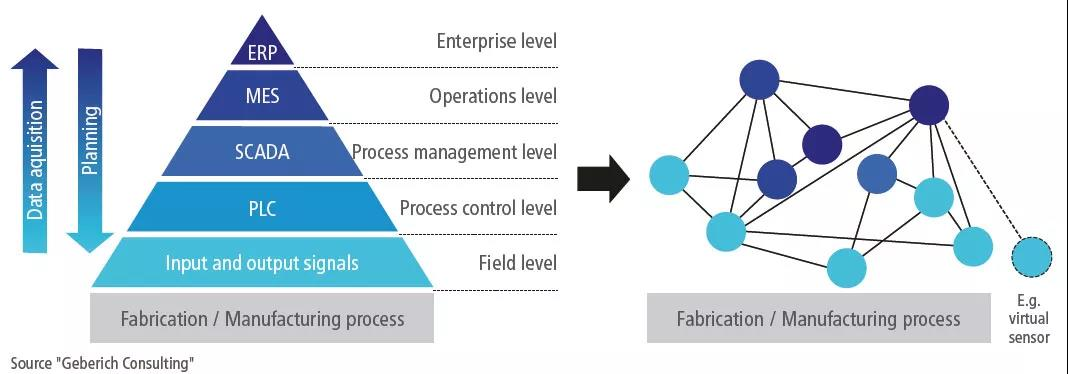 Data aquisition
Planning
ERP
Enterprise level
MES
Operations level
SCADA
Process management level
PLC
Process control level
Input and output signals
Field level
Fabrication / Manufacturing process
Fabrication / Manufacturing process
E.g.
virtual
sensor
Source "Geberich Consulting"